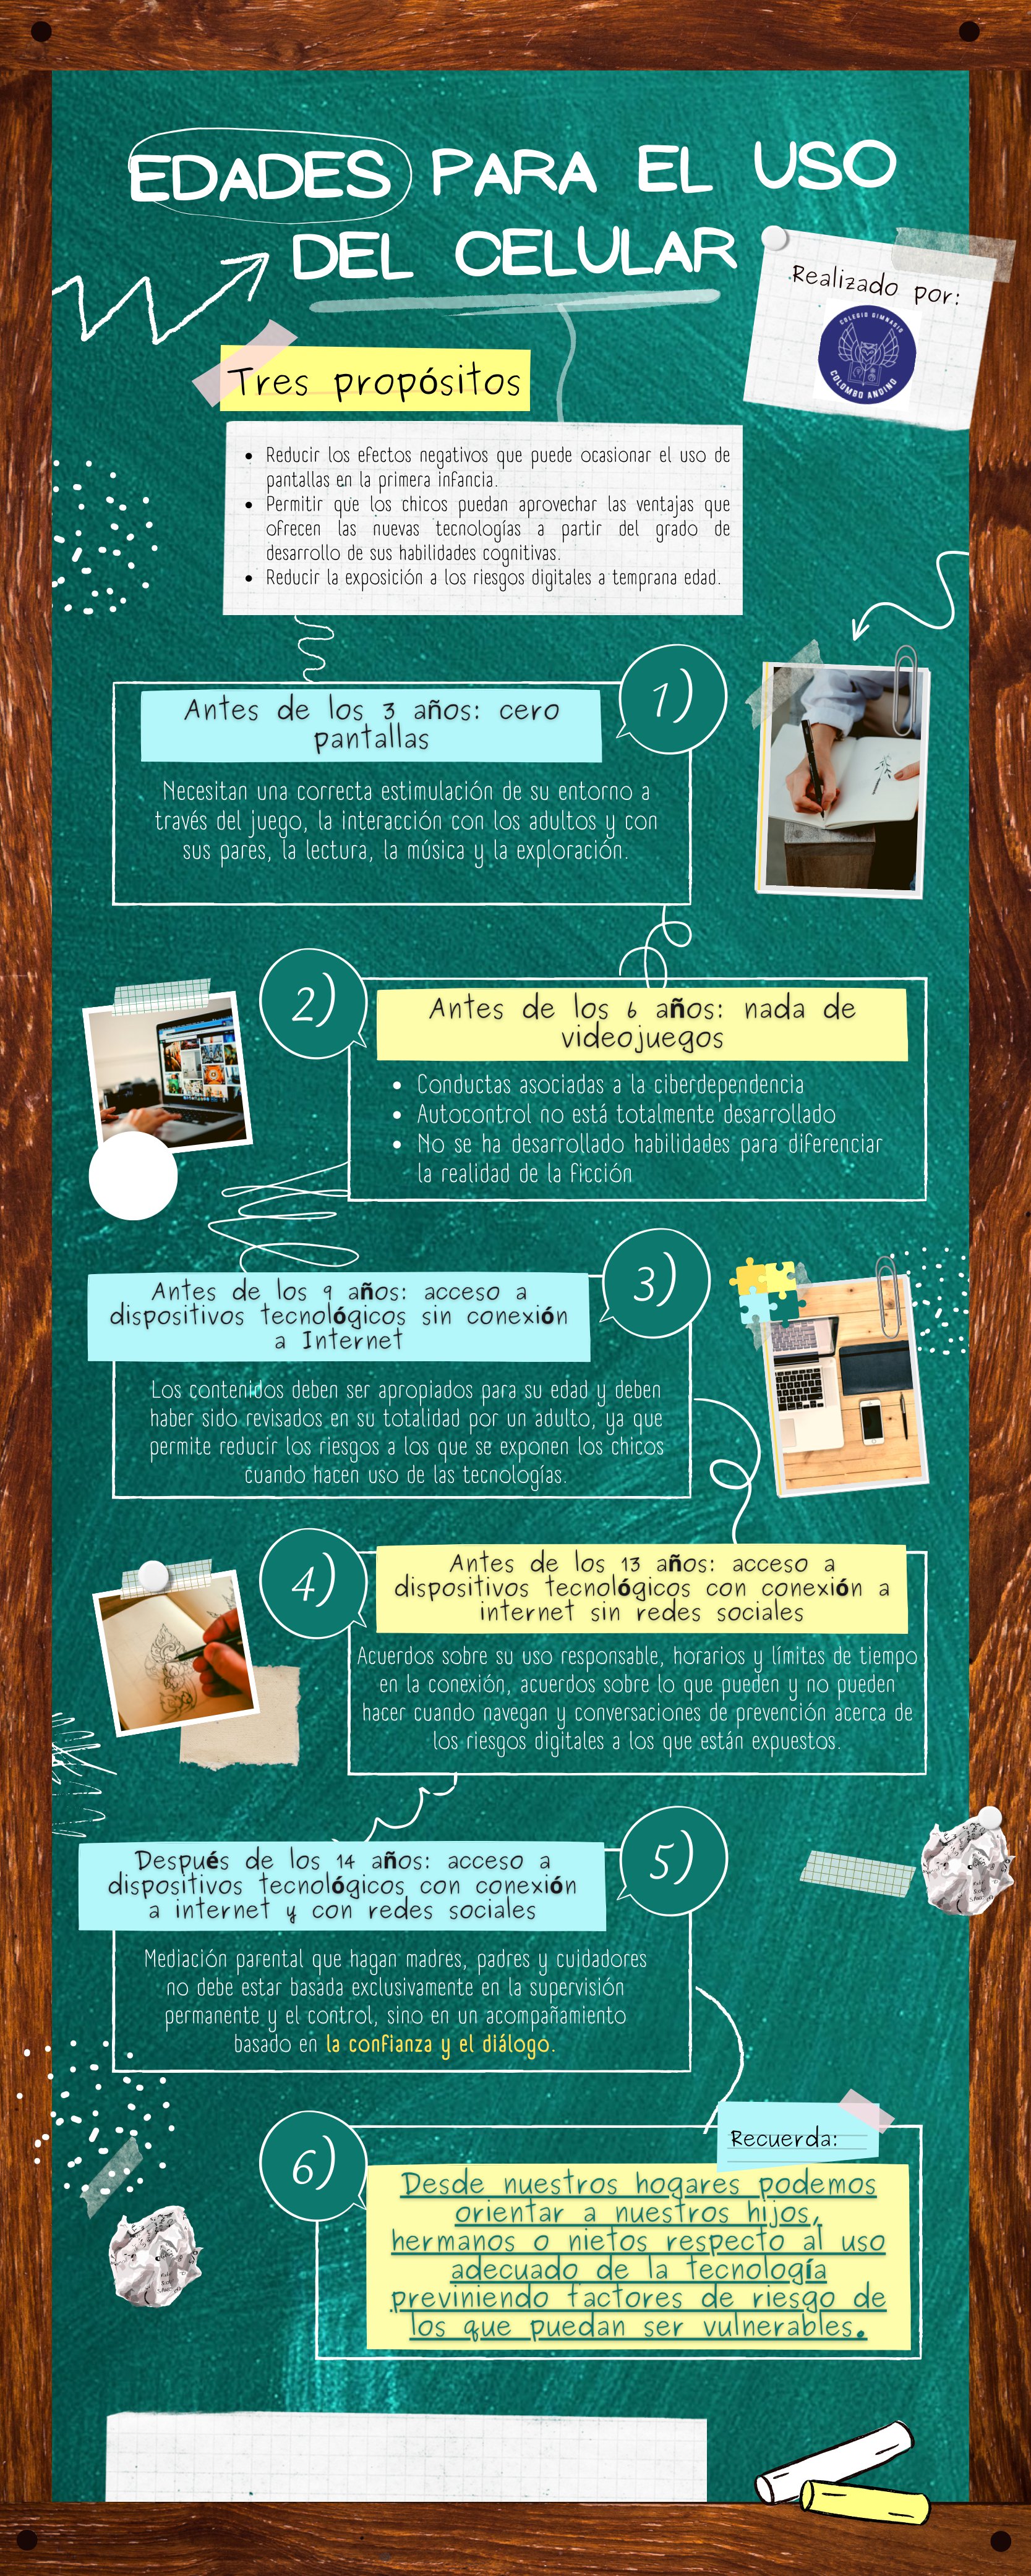 EDADES PARA EL USO
DEL CELULAR
Realizado por:
COLEGIO GIMNASIO
COLOMBO ANDINO
Tres propósitos
• Reducir los efectos negativos que puede ocasionar el uso de
pantallas en la primera infancia.
• Permitir que los chicos puedan aprovechar las ventajas que
ofrecen las nuevas tecnologías a partir del grado de
desarrollo de sus habilidades cognitivas.
• Reducir la exposición a los riesgos digitales a temprana edad.
1)
Antes de los 3 años: cero
pantallas
Necesitan una correcta estimulación de su entorno a
través del juego, la interacción con los adultos y con
sus pares, la lectura, la música y la exploración.
2)
Antes de los 6 años: nada de
videojuegos
• Conductas asociadas a la ciberdependencia
• Autocontrol no está totalmente desarrollado
• No se ha desarrollado habilidades para diferenciar
la realidad de la ficción
3)
Antes de los 9 años: acceso a
dispositivos tecnológicos sin conexión
a Internet
Los contenidos deben ser apropiados para su edad y deben
haber sido revisados en su totalidad por un adulto, ya que
permite reducir los riesgos a los que se exponen los chicos
cuando hacen uso de las tecnologías.
4)
Antes de los 13 años: acceso a
dispositivos tecnológicos con conexión a
internet sin redes sociales
Acuerdos sobre su uso responsable, horarios y límites de tiempo
en la conexión, acuerdos sobre lo que pueden y no pueden
hacer cuando navegan y conversaciones de prevención acerca de
los riesgos digitales a los que están expuestos.
5)
Después de los 14 años: acceso a
dispositivos tecnológicos con conexión
a internet y con redes sociales
Mediación parental que hagan madres, padres y cuidadores
no debe estar basada exclusivamente en la supervisión
permanente y el control, sino en un acompañamiento
basado en la confianza y el diálogo.
6)
Recuerda:
Desde nuestros hogares podemos
orientar a nuestros hijos,
hermanos o nietos respecto al uso
adecuado de la tecnología
previniendo factores de riesgo de
los que puedan ser vulnerables.